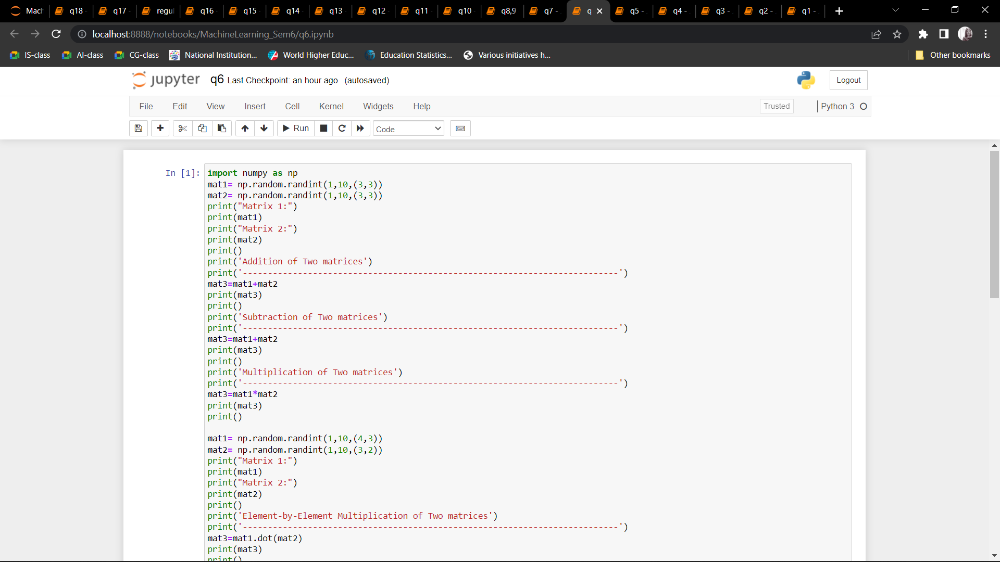 Mach q18 - q17 - regul q16 - q15 - q14 - q13 - q12 - q11 - q10 - q8,9 q7 - q q5 - q4 - q3 - q2 - q1 -
localhost:8888/notebooks/MachineLearning_Sem6/q6.ipynb
IS-class AI-class CG-class National Institution... World Higher Educ... Education Statistics... Various initiatives h... Other bookmarks
jupyter q6 Last Checkpoint: an hour ago (autosaved) Logout
File Edit View Insert Cell Kernel Widgets Help Trusted Python 3
Run Code
In [1]: import numpy as np
mat1= np.random.randint(1,10,(3,3))
mat2= np.random.randint(1,10,(3,3))
print("Matrix 1:")
print(mat1)
print("Matrix 2:")
print(mat2)
print()
print('Addition of Two matrices')
print('---------------------------------------------------------------------------')
mat3=mat1+mat2
print(mat3)
print()
print('Subtraction of Two matrices')
print('---------------------------------------------------------------------------')
mat3=mat1+mat2
print(mat3)
print()
print('Multiplication of Two matrices')
print('---------------------------------------------------------------------------')
mat3=mat1*mat2
print(mat3)
print()
mat1= np.random.randint(1,10,(4,3))
mat2= np.random.randint(1,10,(3,2))
print("Matrix 1:")
print(mat1)
print("Matrix 2:")
print(mat2)
print()
print('Element-by-Element Multiplication of Two matrices')
print('---------------------------------------------------------------------------')
mat3=mat1.dot(mat2)
print(mat3)
print()